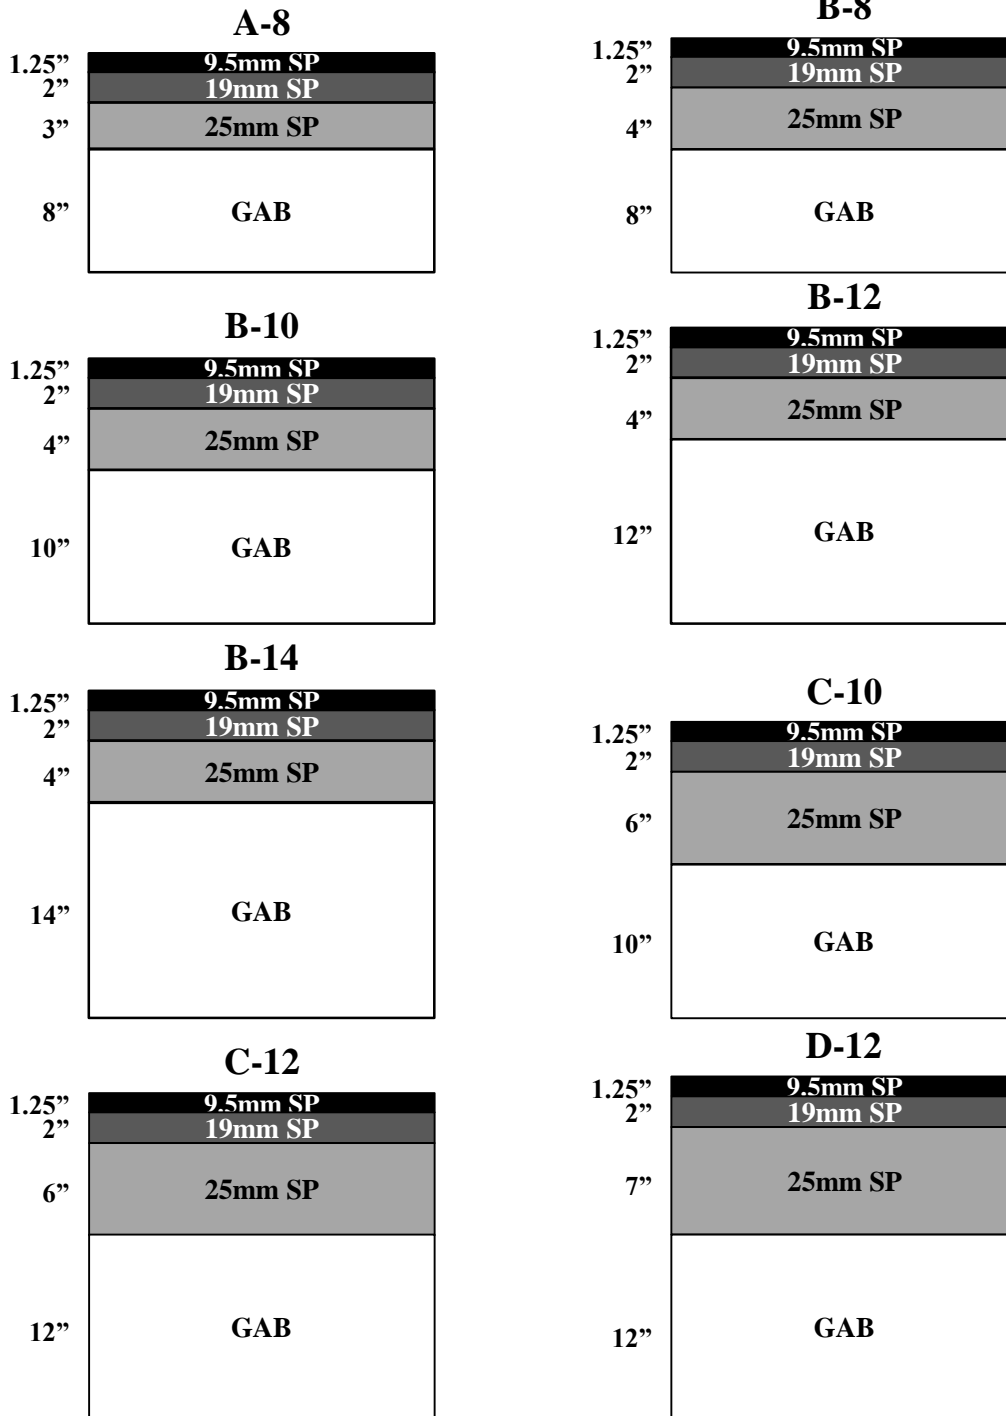 A-8
1.25” 9.5mm SP
2” 19mm SP
3” 25mm SP
8” GAB
B-8
1.25” 9.5mm SP
2” 19mm SP
4” 25mm SP
8” GAB
B-10
1.25” 9.5mm SP
2” 19mm SP
4” 25mm SP
10” GAB
B-12
1.25” 9.5mm SP
2” 19mm SP
4” 25mm SP
12” GAB
B-14
1.25” 9.5mm SP
2” 19mm SP
4” 25mm SP
14” GAB
C-10
1.25” 9.5mm SP
2” 19mm SP
6” 25mm SP
10” GAB
C-12
1.25” 9.5mm SP
2” 19mm SP
6” 25mm SP
12” GAB
D-12
1.25” 9.5mm SP
2” 19mm SP
7” 25mm SP
12” GAB